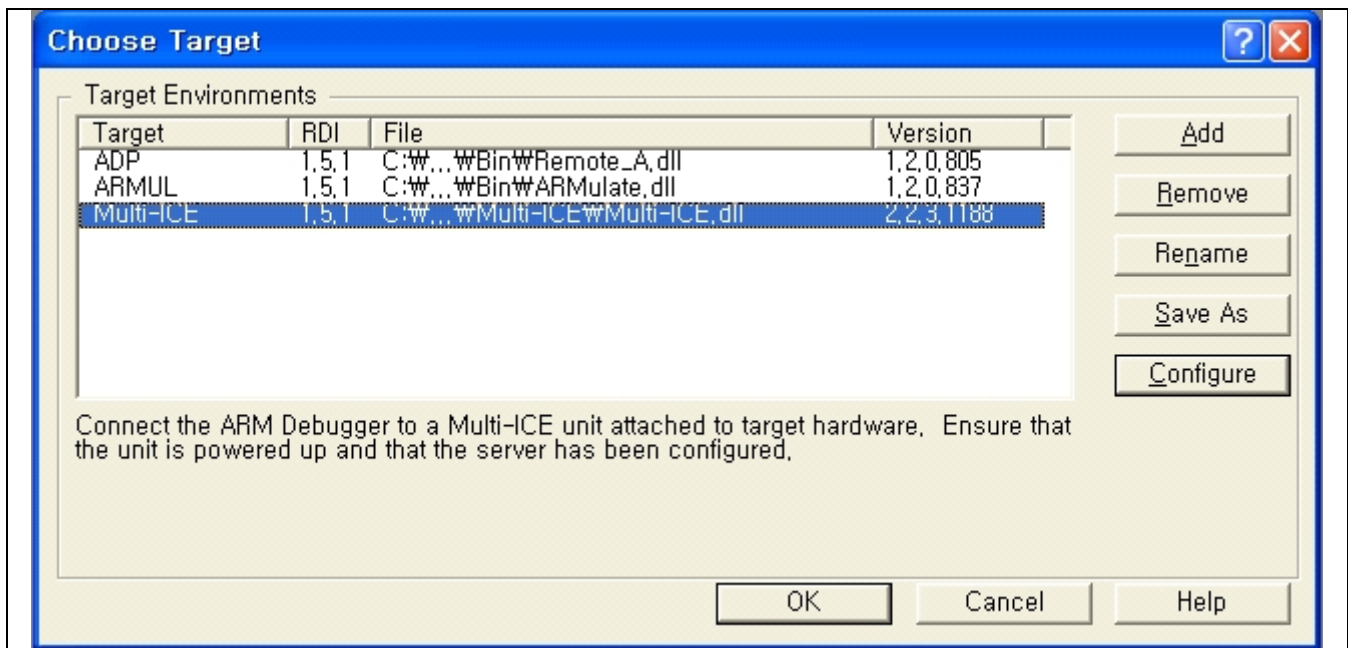 Choose Target
Target Environments
Target RDI File Version
ADP 1,5,1 C:₩...₩Bin₩Remote_A,dll 1,2,0,805
ARMUL 1,5,1 C:₩...₩Bin₩ARMulate,dll 1,2,0,837
Multi-ICE 1,5,1 C:₩...₩Multi-ICE₩Multi-ICE,dll 2,2,3,1188
Add
Remove
Rename
Save As
Configure
Connect the ARM Debugger to a Multi-ICE unit attached to target hardware, Ensure that
the unit is powered up and that the server has been configured,
OK Cancel Help